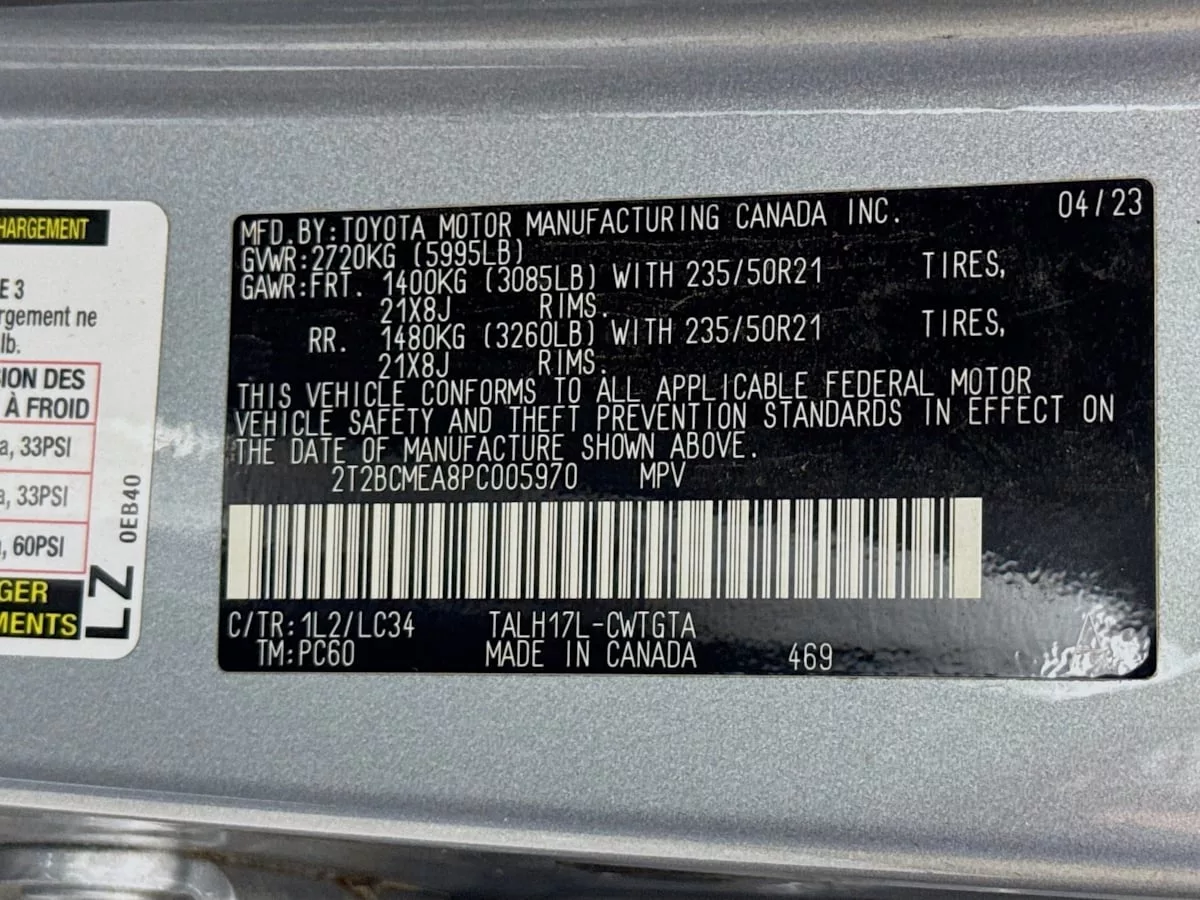 HARGEMENT
E 3
rgement ne
lb.
ION DES
À FROID
a, 33PSI
a, 33PSI
, 60PSI
GER
MENTS
LZ
0EB40
MFD.BY:TOYOTA MOTOR MANUFACTURING CANADA INC. 04/23
GVWR:2720KG (5995LB)
GAWR:FRT. 1400KG (3085LB) WITH 235/50R21 TIRES,
21X8J RIMS.
RR. 1480KG (3260LB) WITH 235/50R21 TIRES,
21X8J RIMS.
THIS VEHICLE CONFORMS TO ALL APPLICABLE FEDERAL MOTOR
VEHICLE SAFETY AND THEFT PREVENTION STANDARDS IN EFFECT ON
THE DATE OF MANUFACTURE SHOWN ABOVE.
2T2BCMEA8PC005970 MPV
C/TR:1L2/LC34 TALH17L-CWTGTA
TM:PC60 MADE IN CANADA 469